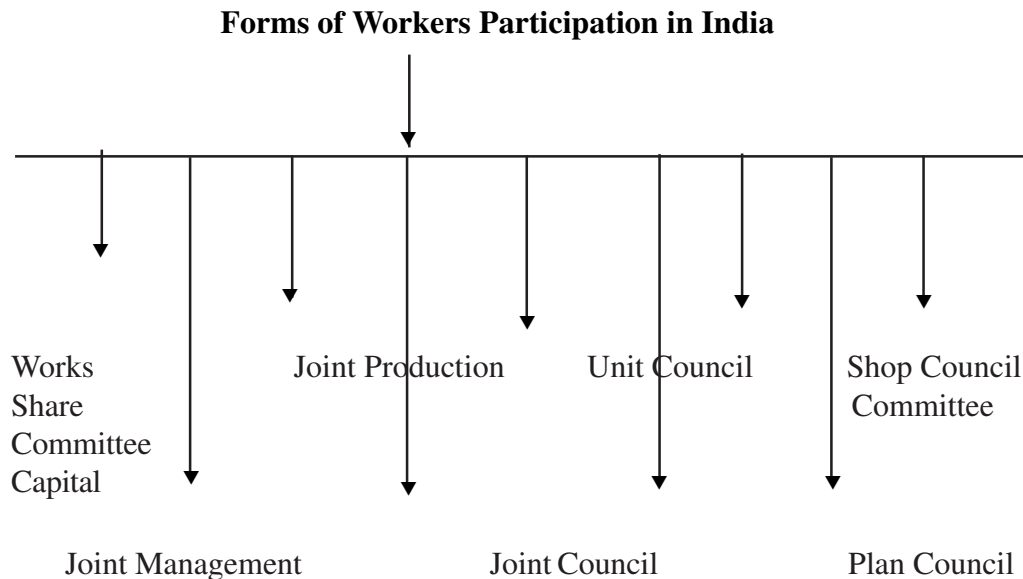 Forms of Workers Participation in India
Works
Share
Committee
Capital
Joint Production
Unit Council
Shop Council
Committee
Joint Management
Joint Council
Plan Council